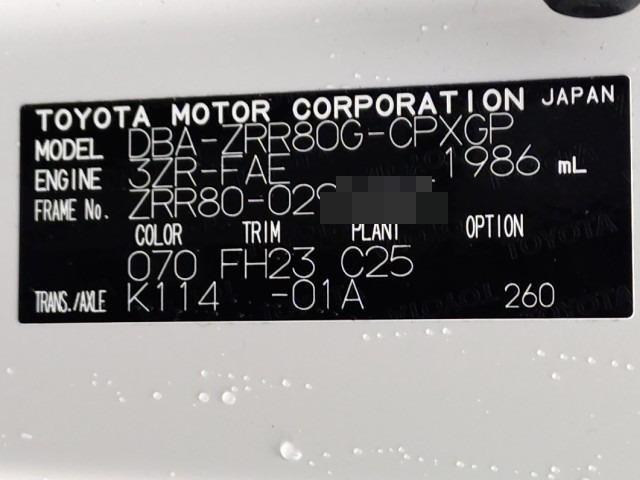 TOYOTA MOTOR CORPORATION JAPAN
MODEL DBA-ZRR80G-CPXGP
ENGINE 3ZR-FAE 1986 mL
FRAME No. ZRR80-029
COLOR TRIM PLANT OPTION
070 FH23 C25
TRANS./AXLE K114 -01A 260